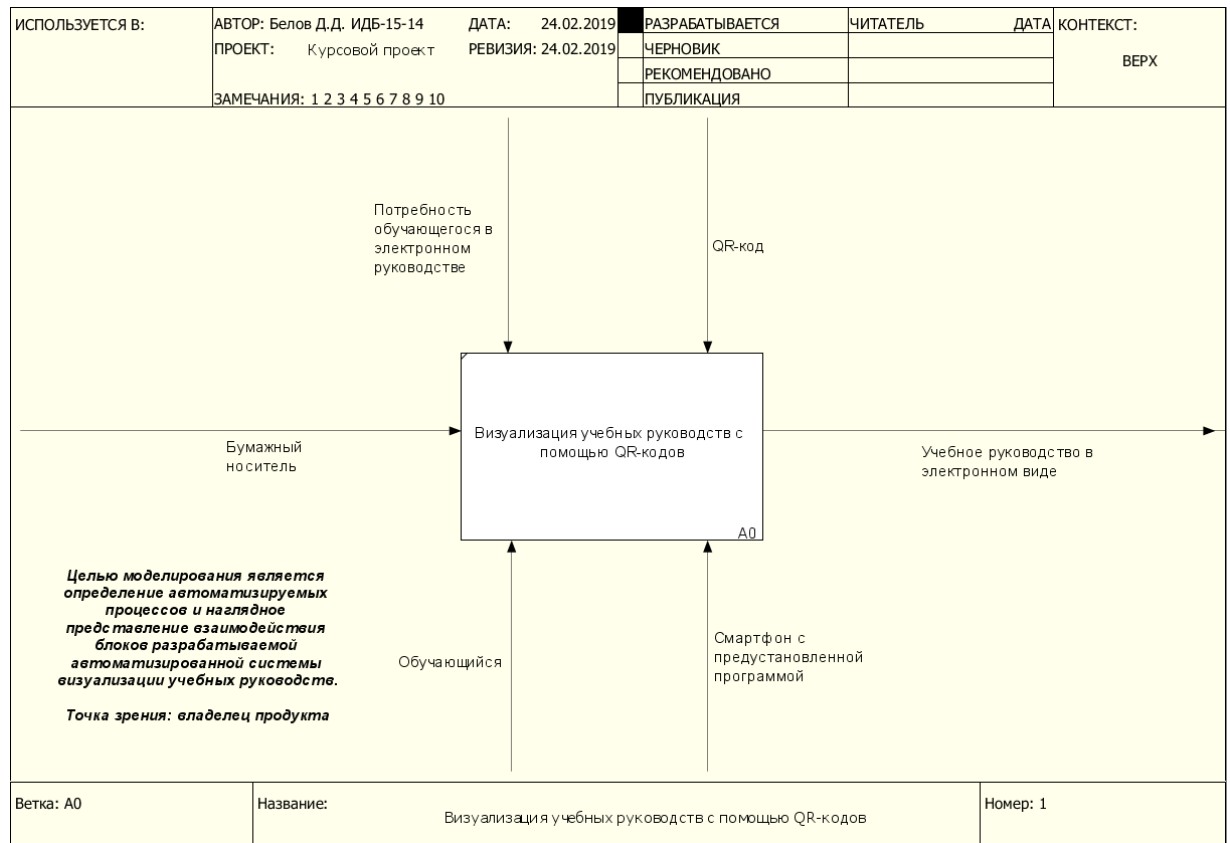 ИСПОЛЬЗУЕТСЯ В:
АВТОР: Белов Д.Д. ИДБ-15-14
ДАТА: 24.02.2019
ПРОЕКТ: Курсовой проект
РЕВИЗИЯ: 24.02.2019
ЗАМЕЧАНИЯ: 1 2 3 4 5 6 7 8 9 10
РАЗРАБАТЫВАЕТСЯ
ЧЕРНОВИК
РЕКОМЕНДОВАНО
ПУБЛИКАЦИЯ
ЧИТАТЕЛЬ
ДАТА
КОНТЕКСТ:
ВЕРХ
Потребность
обучающегося в
электронном
руководстве
QR-код
Бумажный
носитель
Визуализация учебных руководств с
помощью QR-кодов
A0
Учебное руководство в
электронном виде
Целью моделирования является
определение автоматизируемых
процессов и наглядное
представление взаимодействия
блоков разрабатываемой
автоматизированной системы
визуализации учебных руководств.
Точка зрения: владелец продукта
Обучающийся
Смартфон с
предустановленной
программой
Ветка: A0
Название:
Визуализация учебных руководств с помощью QR-кодов
Номер: 1